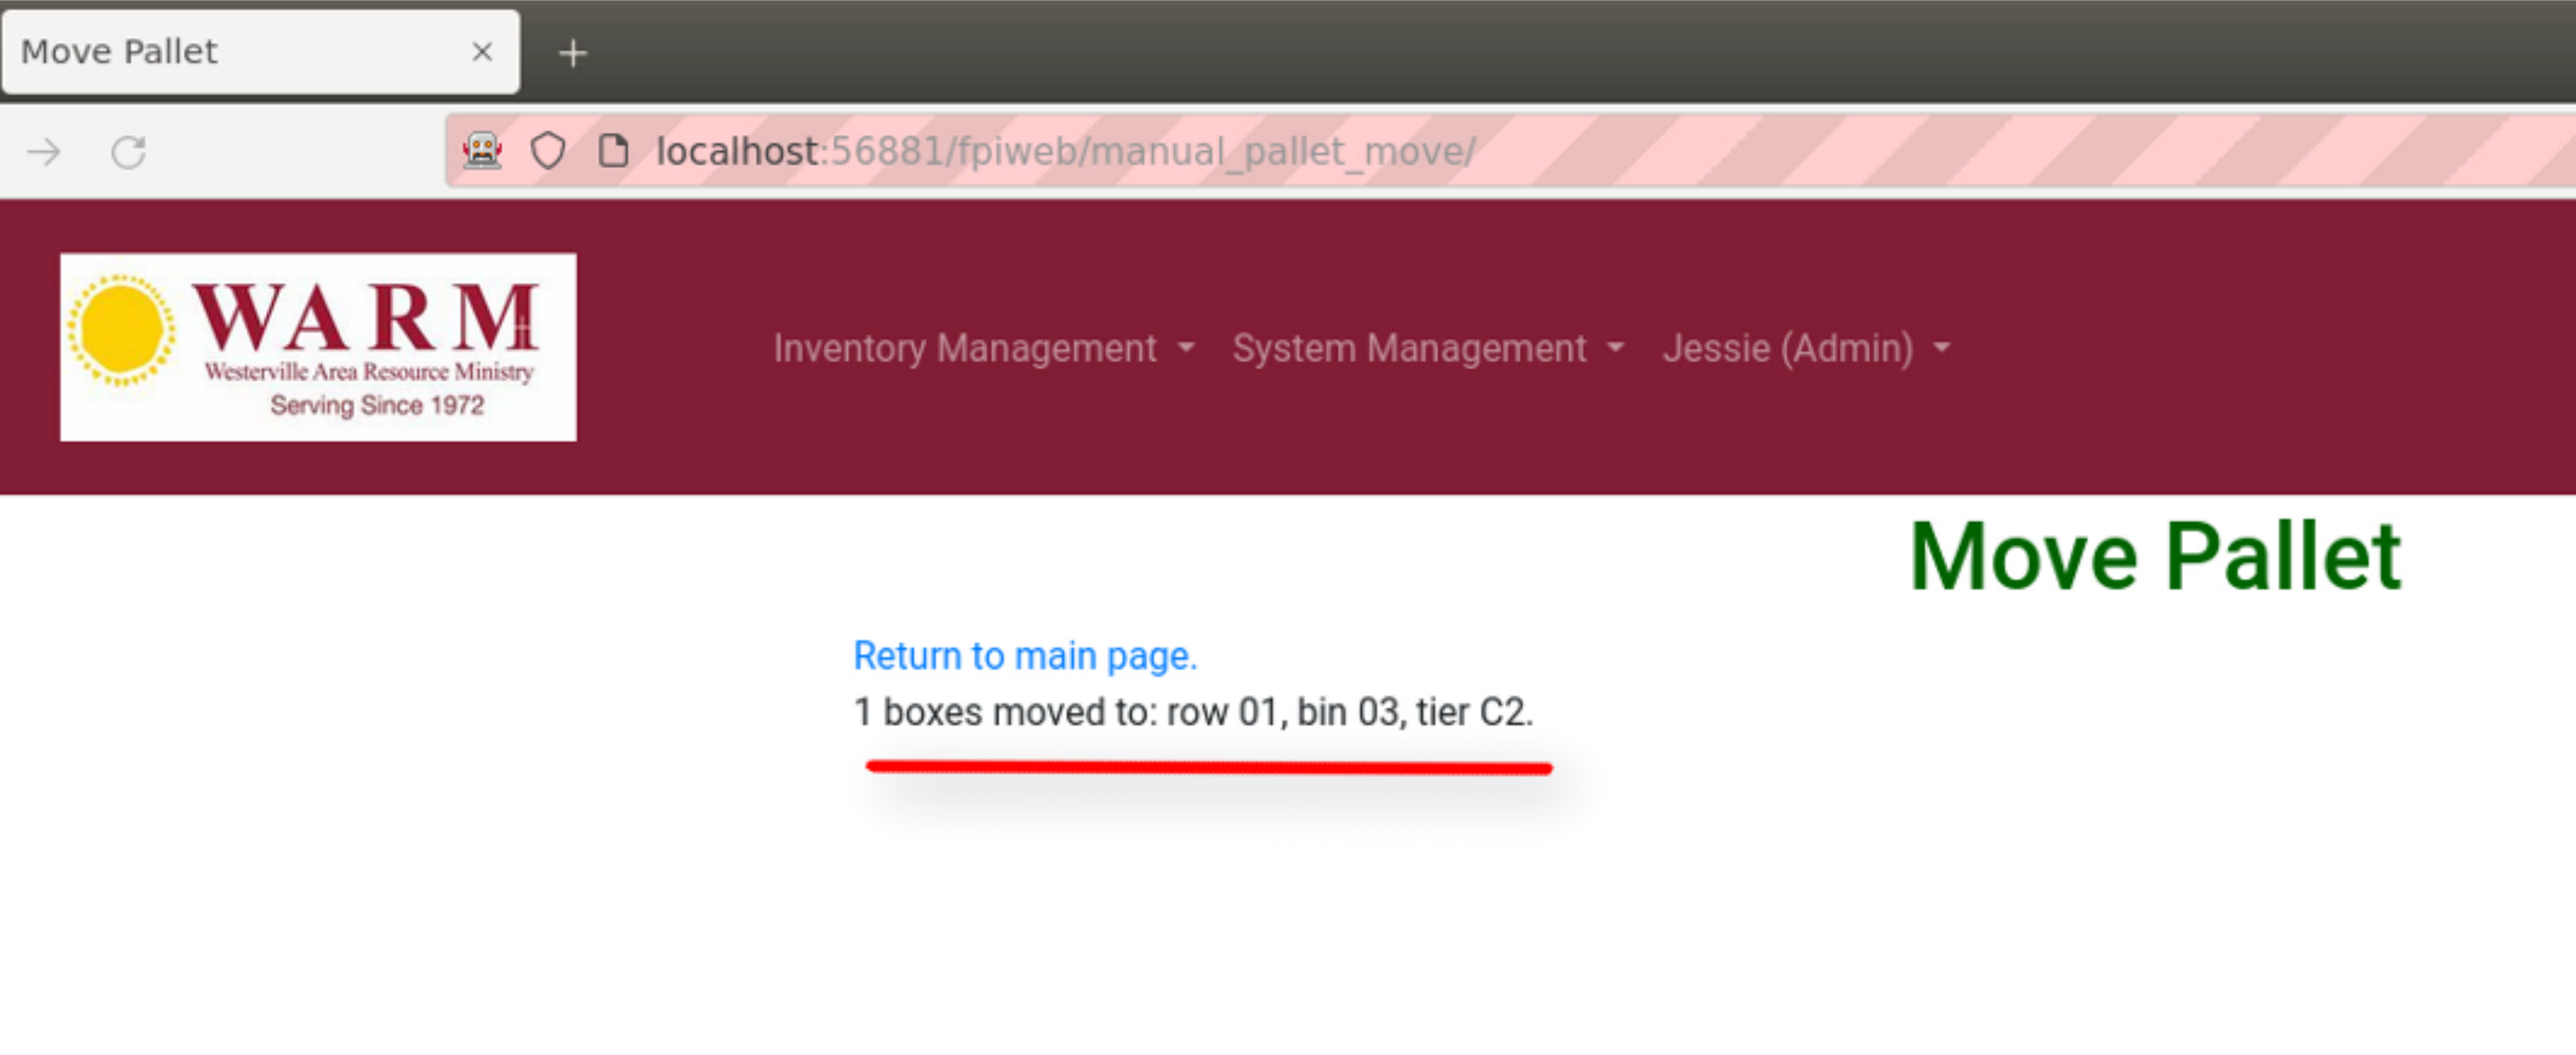 Move Pallet
localhost:56881/fpiweb/manual_pallet_move/
WARM
Westerville Area Resource Ministry
Serving Since 1972
Inventory Management System Management Jessie (Admin)
Move Pallet
Return to main page.
1 boxes moved to: row 01, bin 03, tier C2.